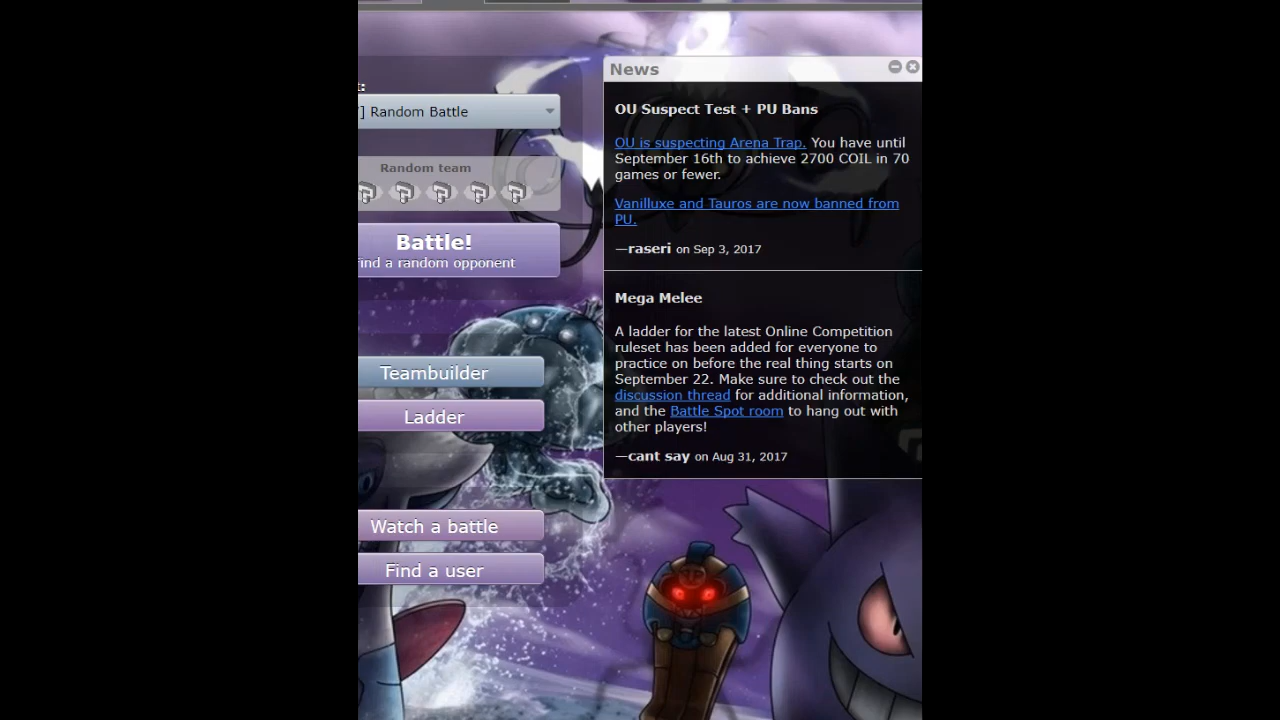 t:
] Random Battle
Random team
Battle!
ind a random opponent
Teambuilder
Ladder
Watch a battle
Find a user
News
OU Suspect Test + PU Bans
OU is suspecting Arena Trap. You have until
September 16th to achieve 2700 COIL in 70
games or fewer.
Vanilluxe and Tauros are now banned from
PU.
—raseri on Sep 3, 2017
Mega Melee
A ladder for the latest Online Competition
ruleset has been added for everyone to
practice on before the real thing starts on
September 22. Make sure to check out the
discussion thread for additional information,
and the Battle Spot room to hang out with
other players!
—cant say on Aug 31, 2017